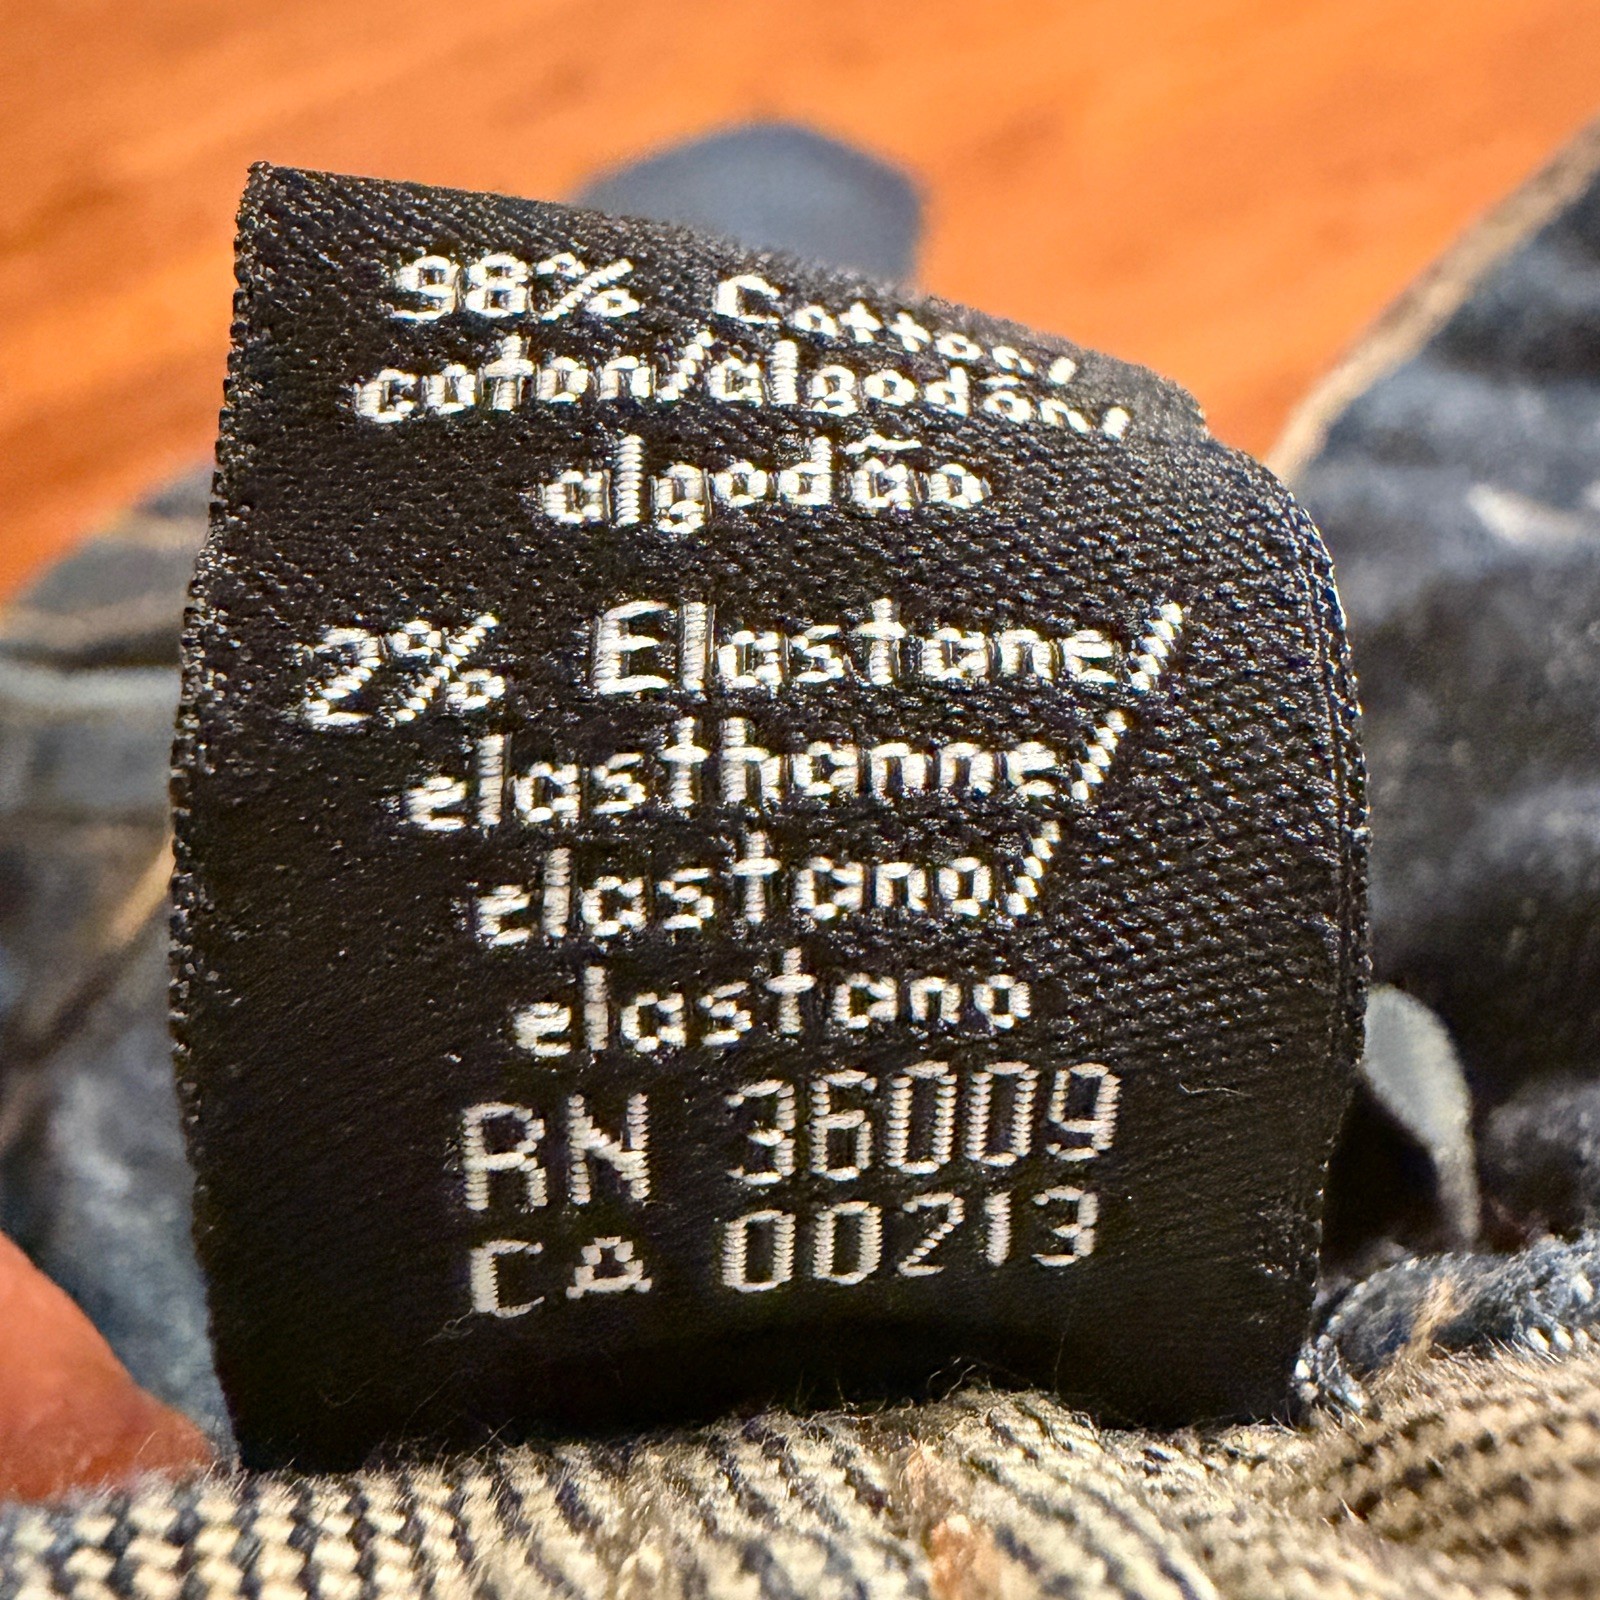 98% Cotton/
coton/algodón/
algodão
2% Elastane/
elasthanne/
elastano/
elastano
RN 36009
CA 00213